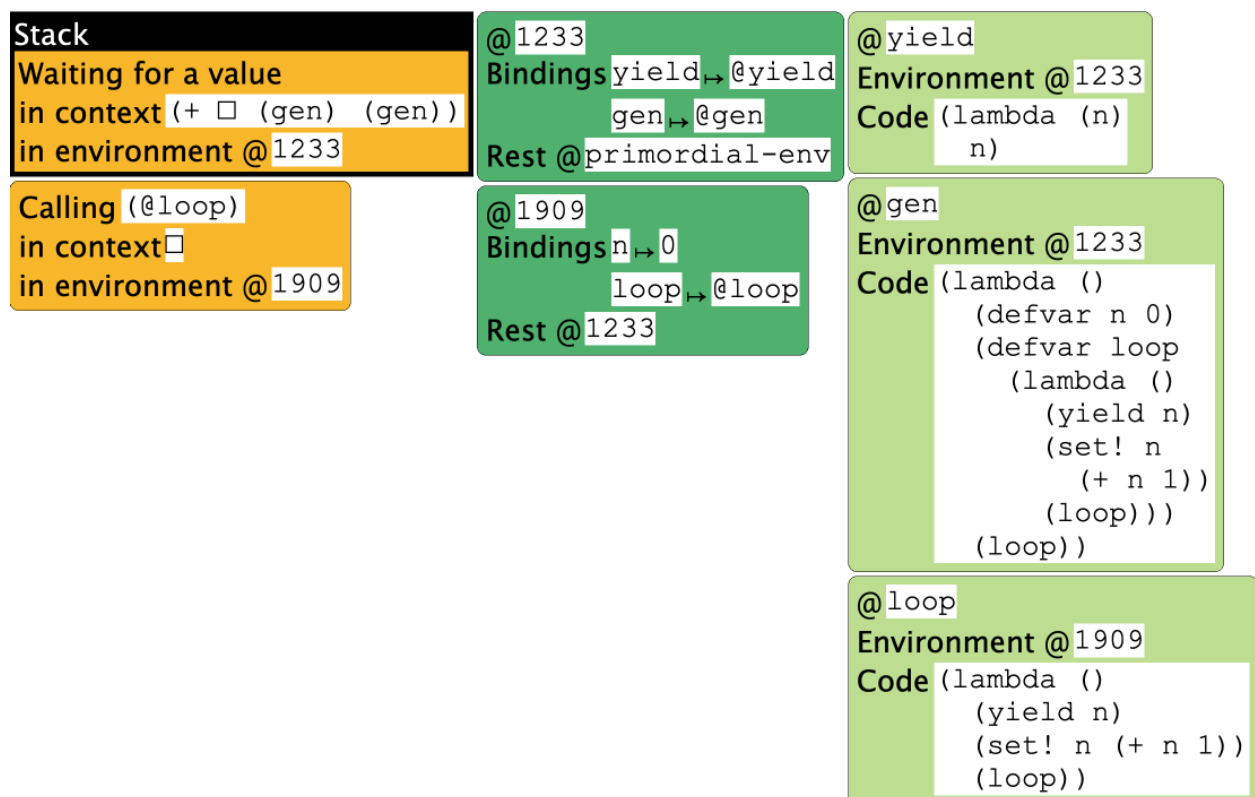 Stack
Waiting for a value
in context (+ □ (gen) (gen))
in environment @1233
Calling (@loop)
in context □
in environment @1909
@1233
Bindings yield ↦ @yield
gen ↦ @gen
Rest @primordial-env
@1909
Bindings n ↦ 0
loop ↦ @loop
Rest @1233
@yield
Environment @1233
Code (lambda (n)
n)
@gen
Environment @1233
Code (lambda ()
(defvar n 0)
(defvar loop
(lambda ()
(yield n)
(set! n
(+ n 1))
(loop)))
(loop))
@loop
Environment @1909
Code (lambda ()
(yield n)
(set! n (+ n 1))
(loop))